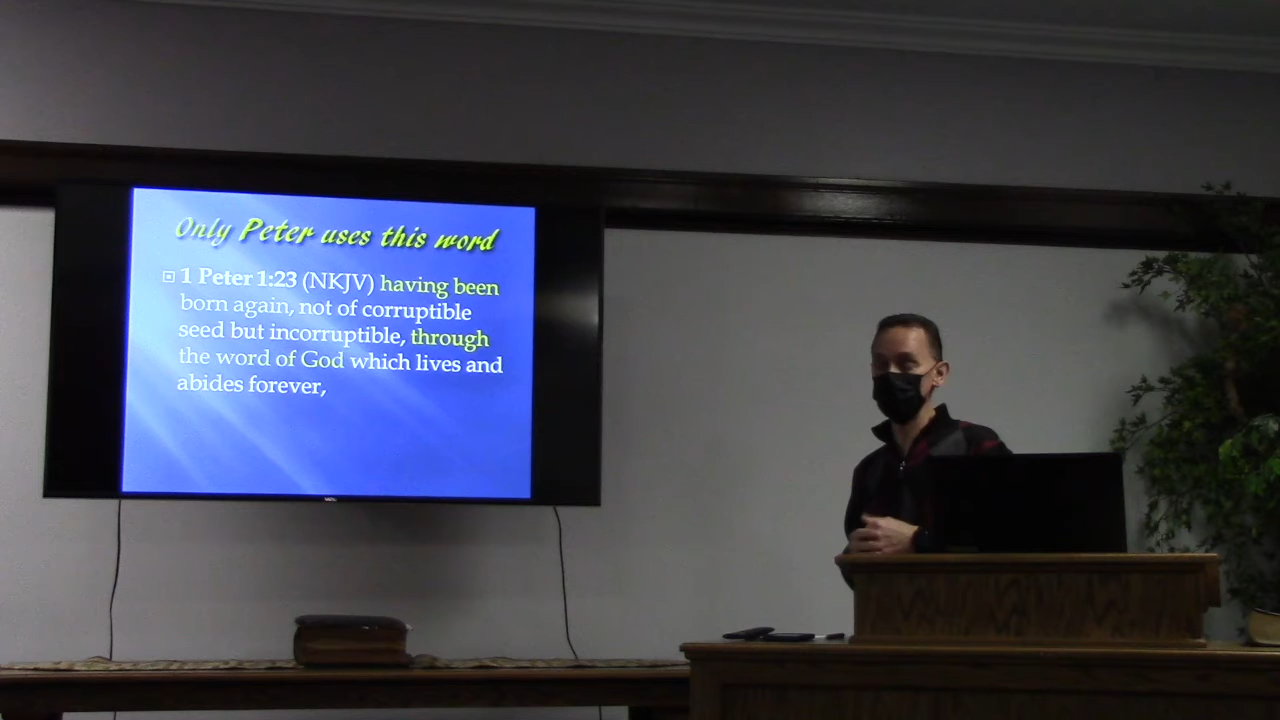 Only Peter uses this word
1 Peter 1:23 (NKJV) having been
born again, not of corruptible
seed but incorruptible, through
the word of God which lives and
abides forever,